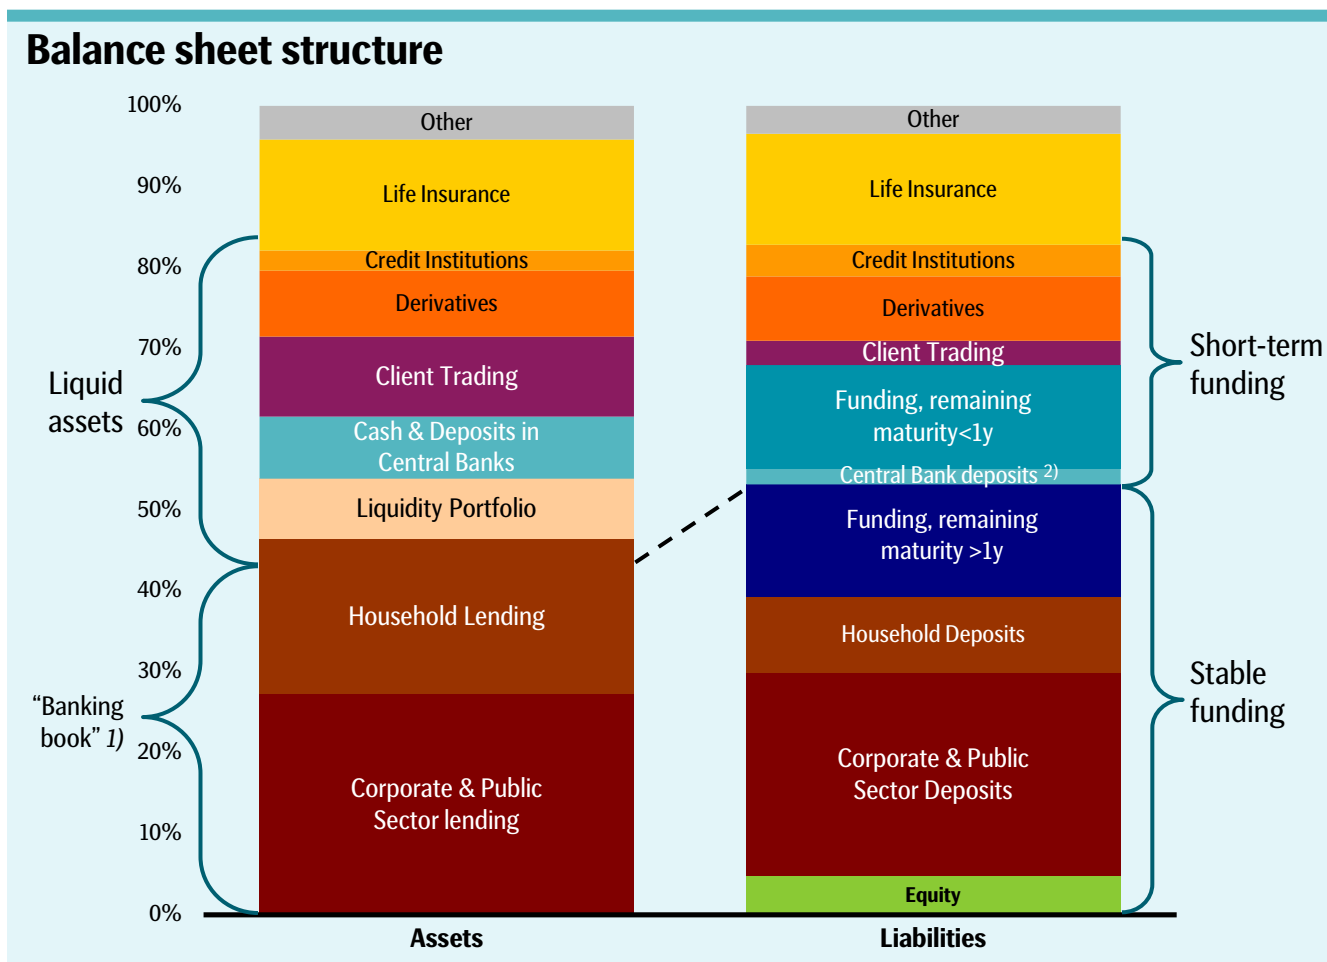 Balance sheet structure
100%
90%
80%
70%
60%
50%
40%
30%
20%
10%
0%
Liquid
assets
“Banking
book” 1)
Other
Life Insurance
Credit Institutions
Derivatives
Client Trading
Cash & Deposits in
Central Banks
Liquidity Portfolio
Household Lending
Corporate & Public
Sector lending
Assets
Other
Life Insurance
Credit Institutions
Derivatives
Client Trading
Funding, remaining
maturity<1y
Central Bank deposits 2)
Funding, remaining
maturity >1y
Household Deposits
Corporate & Public
Sector Deposits
Equity
Liabilities
Short-term
funding
Stable
funding